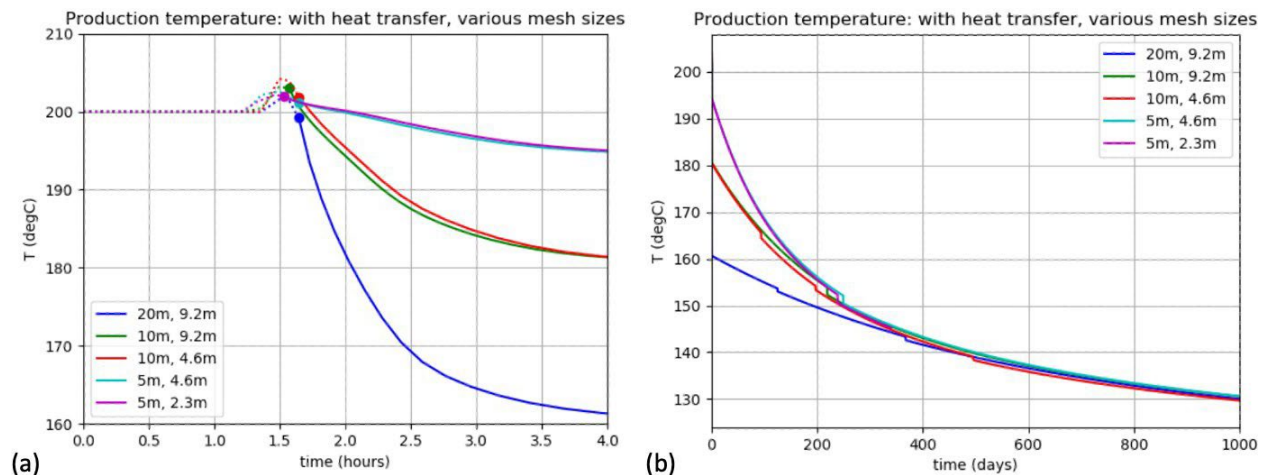 Production temperature: with heat transfer, various mesh sizes
210
200
190
180
170
160
T (degC)
0.0 0.5 1.0 1.5 2.0 2.5 3.0 3.5 4.0
time (hours)
20m, 9.2m
10m, 9.2m
10m, 4.6m
5m, 4.6m
5m, 2.3m
(a)
Production temperature: with heat transfer, various mesh sizes
200
190
180
170
160
150
140
130
T (degC)
0 200 400 600 800 1000
time (days)
20m, 9.2m
10m, 9.2m
10m, 4.6m
5m, 4.6m
5m, 2.3m
(b)